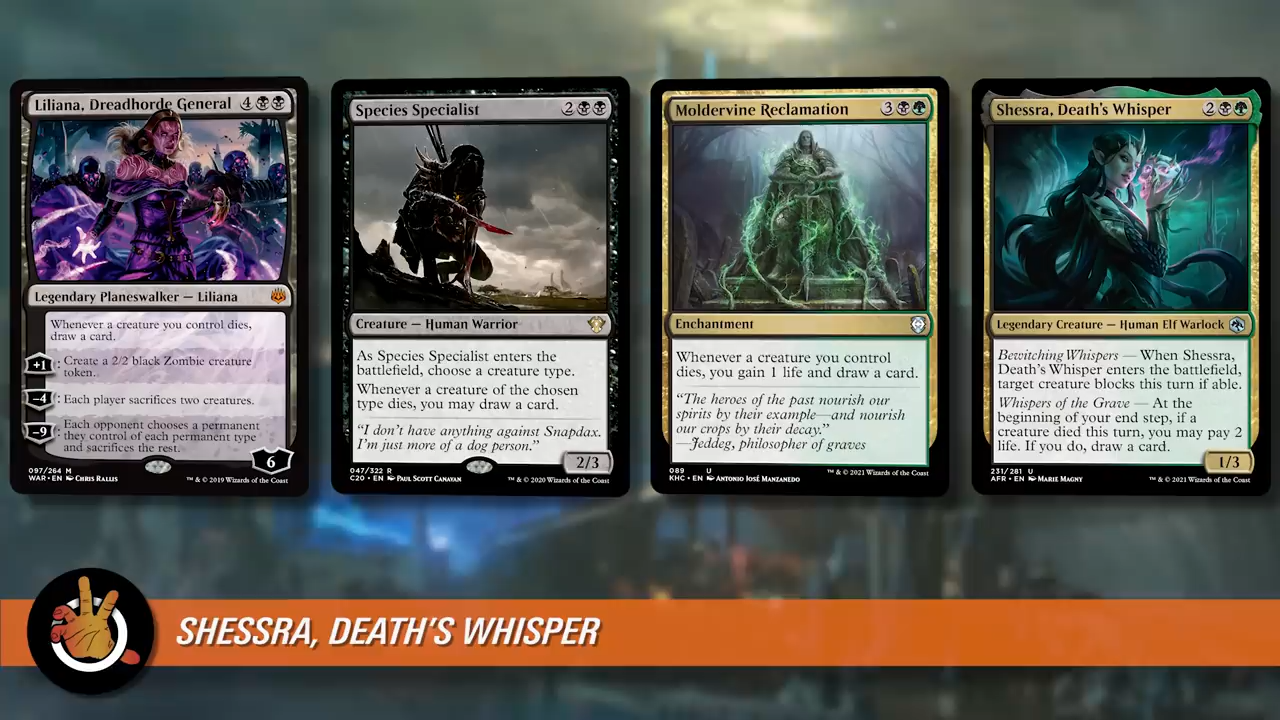 Liliana, Dreadhorde General 4
Legendary Planeswalker — Liliana
Whenever a creature you control dies,
draw a card.
+1: Create a 2/2 black Zombie creature
token.
−4: Each player sacrifices two creatures.
−9: Each opponent chooses a permanent
they control of each permanent type
and sacrifices the rest.
6
097/264 M
WAR • EN CHRIS RALLIS
™ & © 2019 Wizards of the Coast
Species Specialist 2
Creature — Human Warrior
As Species Specialist enters the
battlefield, choose a creature type.
Whenever a creature of the chosen
type dies, you may draw a card.
“I don’t have anything against Snapdax.
I’m just more of a dog person.”
2/3
047/322 R
C20 • EN PAUL SCOTT CANAVAN
™ & © 2020 Wizards of the Coast
Moldervine Reclamation 3
Enchantment
Whenever a creature you control
dies, you gain 1 life and draw a card.
“The heroes of the past nourish our
spirits by their example—and nourish
our crops by their decay.”
—Jeddeg, philosopher of graves
089 U
KHC • EN ANTONIO JOSÉ MANZANEDO
™ & © 2021 Wizards of the Coast
Shessra, Death’s Whisper 2
Legendary Creature — Human Elf Warlock
Bewitching Whispers — When Shessra,
Death’s Whisper enters the battlefield,
target creature blocks this turn if able.
Whispers of the Grave — At the
beginning of your end step, if a
creature died this turn, you may pay 2
life. If you do, draw a card.
1/3
231/281 U
AFR • EN MARIE MAGNY
™ & © 2021 Wizards of the Coast
SHESSRA, DEATH'S WHISPER